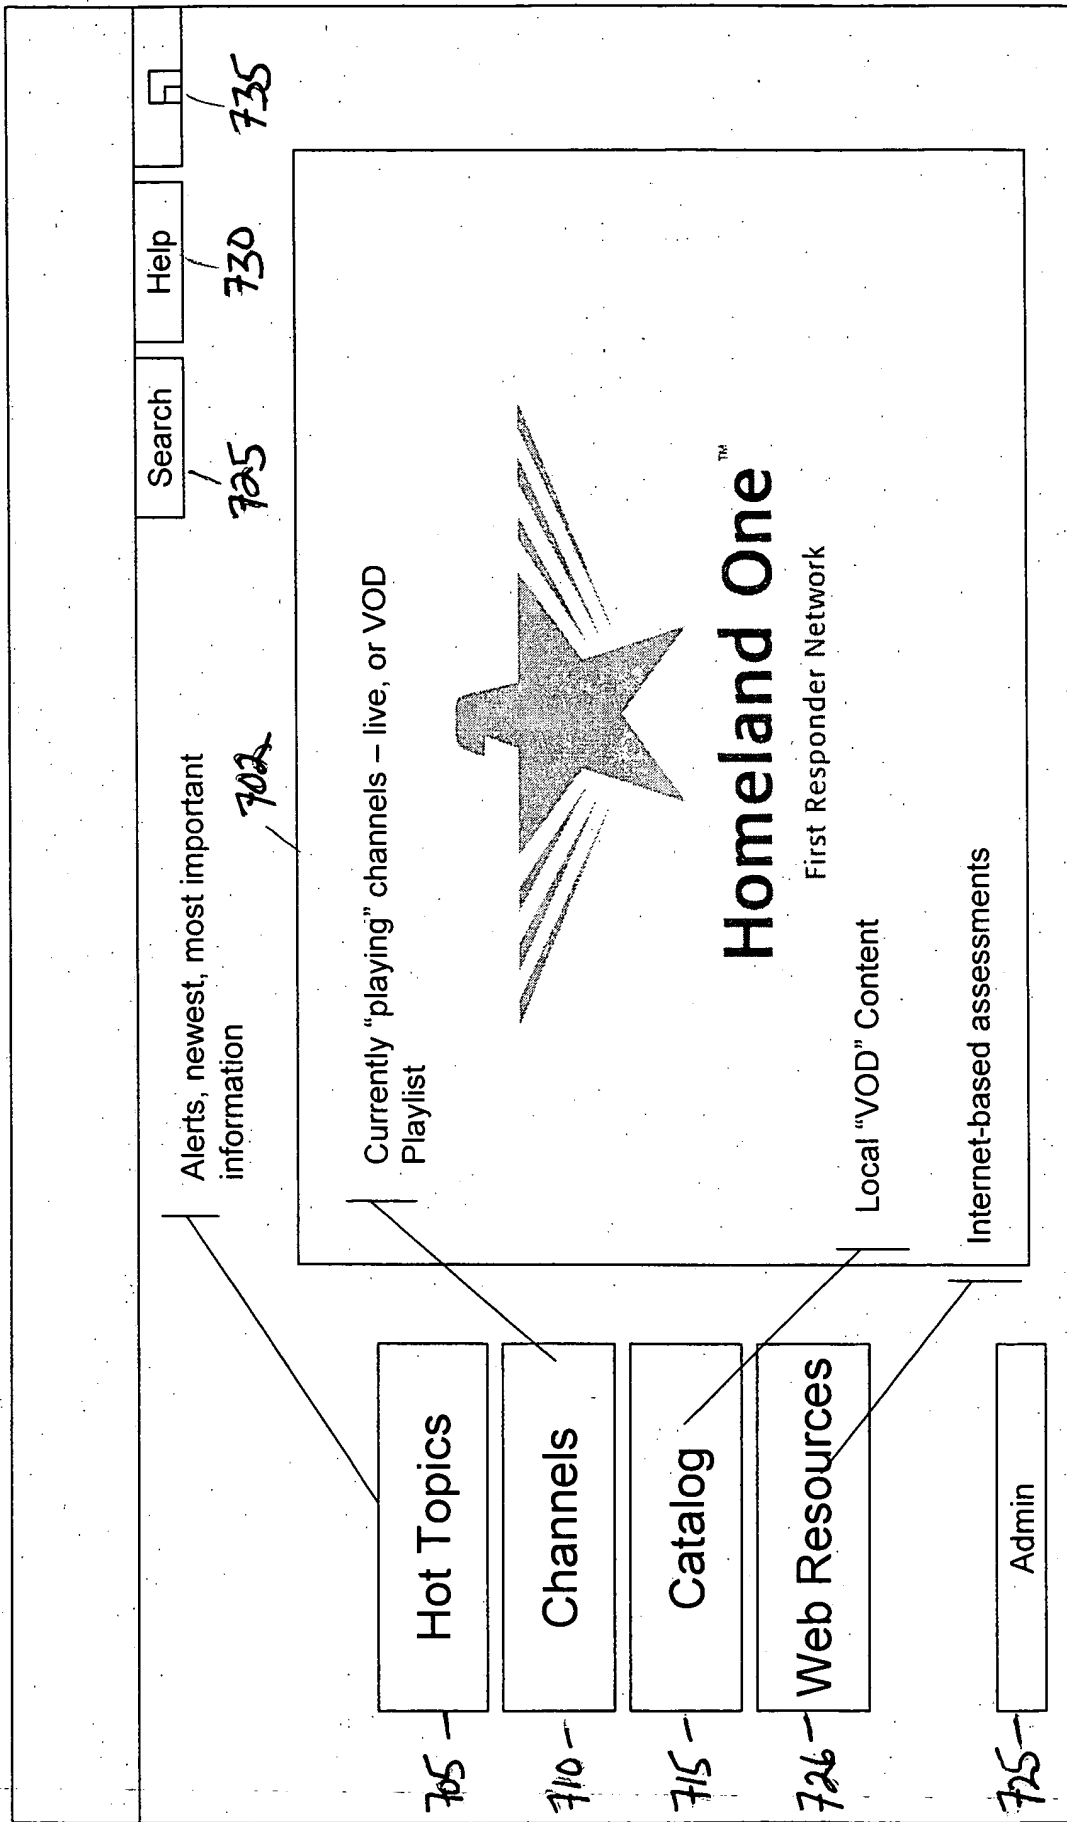 Search
Help
725
730
735
Alerts, newest, most important
information
702
Currently “playing” channels – live, or VOD
Playlist
705
Hot Topics
710
Channels
715
Catalog
726
Web Resources
725
Admin
Homeland One™
First Responder Network
Local “VOD” Content
Internet-based assessments